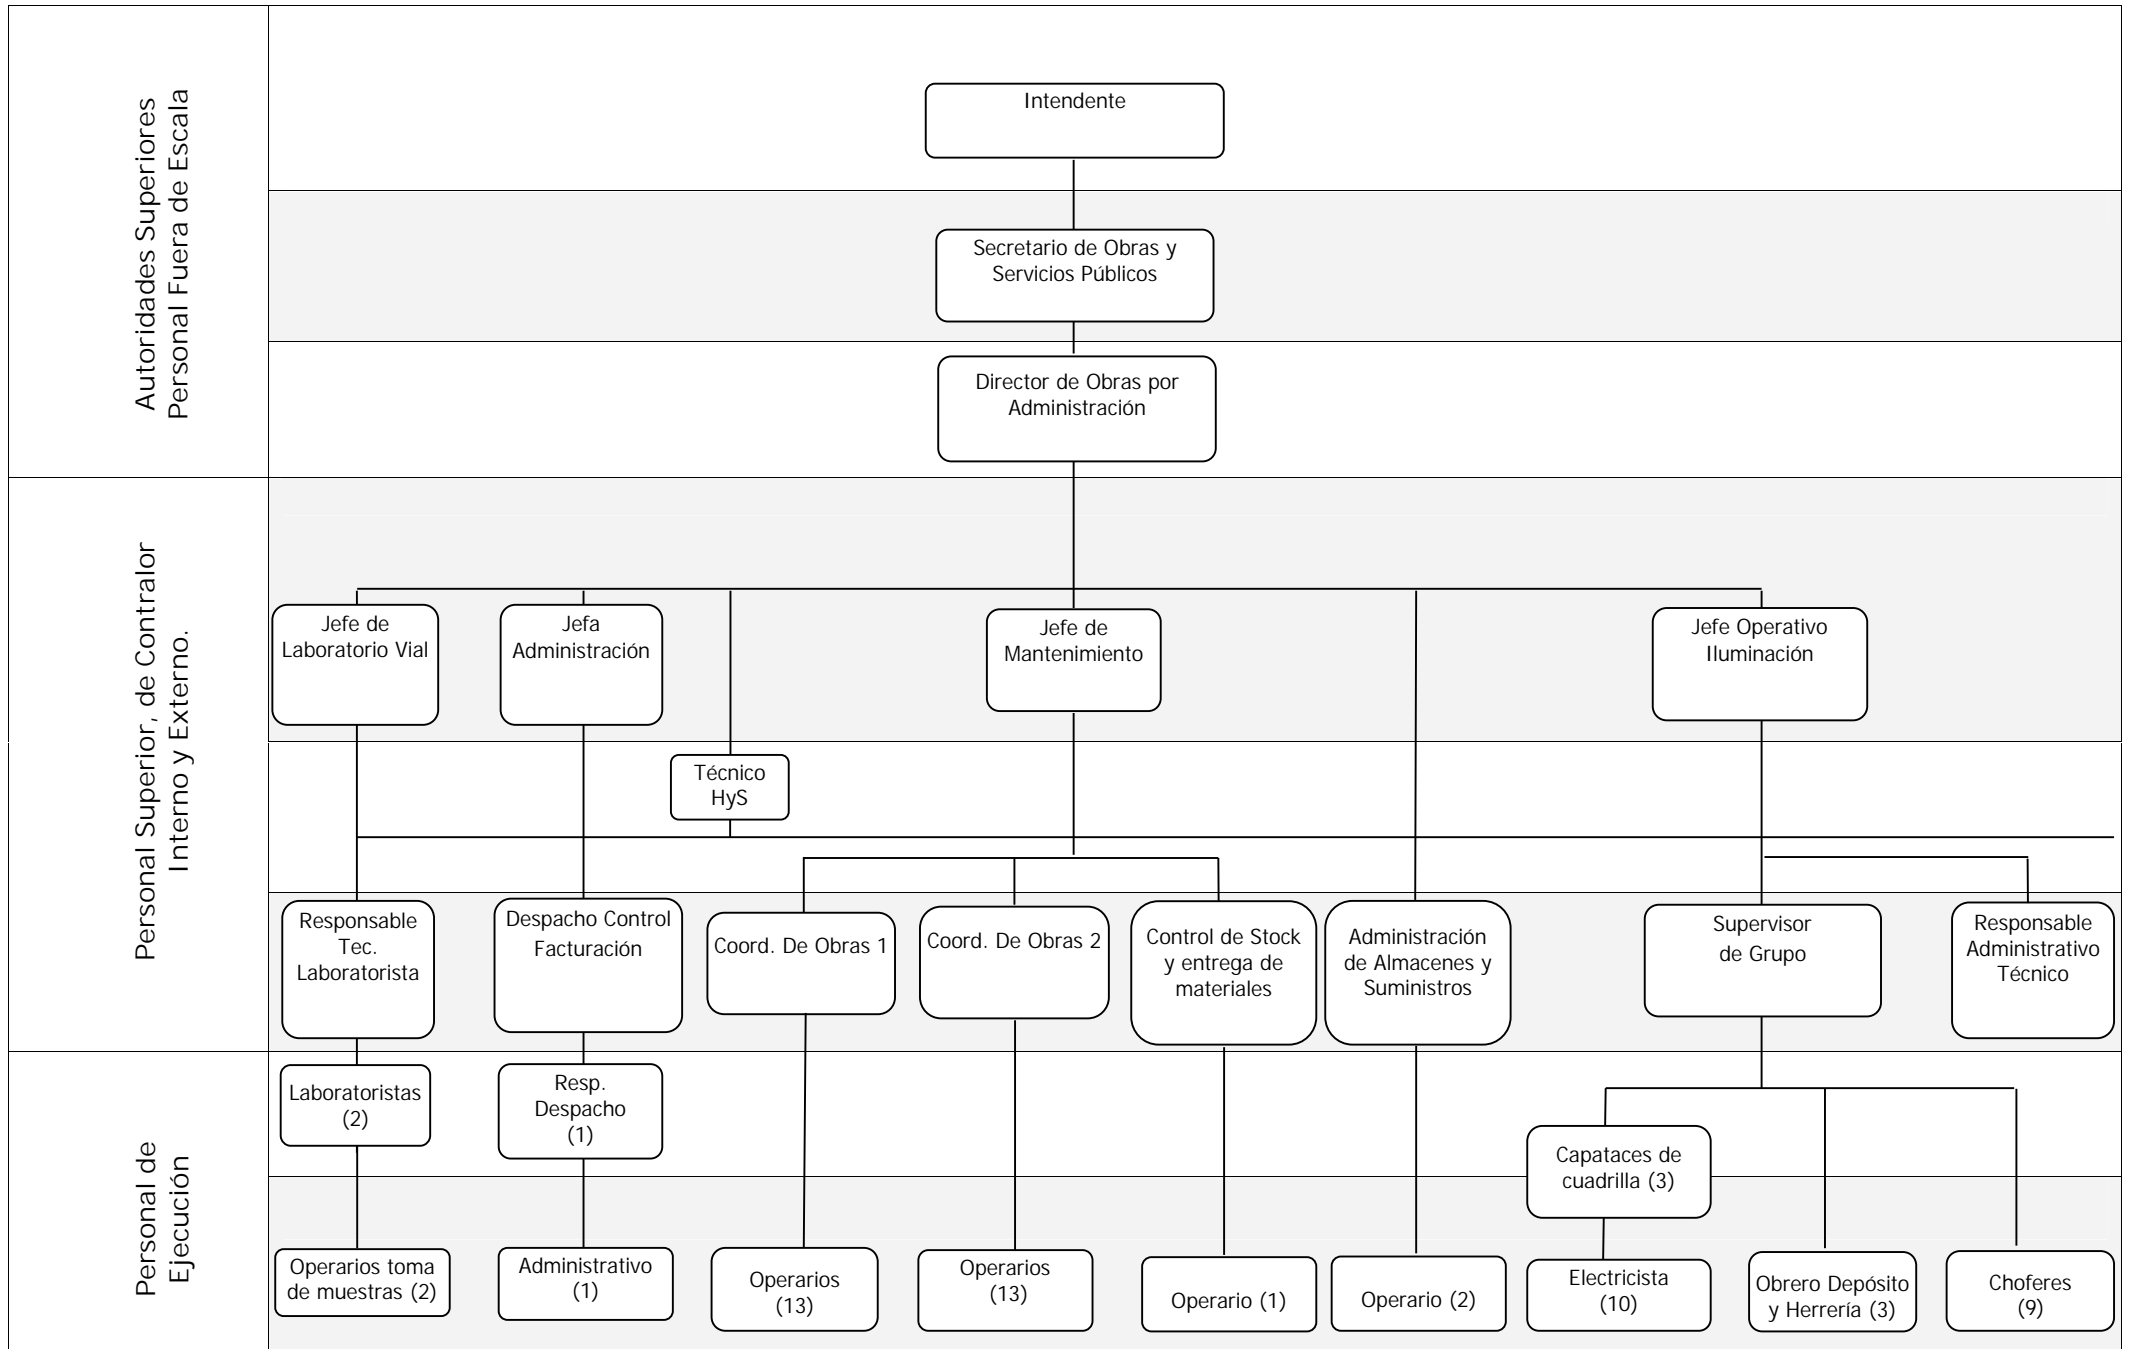 Autoridades Superiores
Personal Fuera de Escala
Intendente
Secretario de Obras y
Servicios Públicos
Director de Obras por
Administración
Personal Superior, de Contralor
Interno y Externo.
Jefe de
Laboratorio Vial
Jefa
Administración
Jefe de
Mantenimiento
Jefe Operativo
Iluminación
Técnico
HyS
Responsable
Tec.
Laboratorista
Despacho Control
Facturación
Coord. De Obras 1
Coord. De Obras 2
Control de Stock
y entrega de
materiales
Administración
de Almacenes y
Suministros
Supervisor
de Grupo
Responsable
Administrativo
Técnico
Personal de
Ejecución
Laboratoristas
(2)
Resp.
Despacho
(1)
Capataces de
cuadrilla (3)
Operarios toma
de muestras (2)
Administrativo
(1)
Operarios
(13)
Operarios
(13)
Operario (1)
Operario (2)
Electricista
(10)
Obrero Depósito
y Herrería (3)
Choferes
(9)